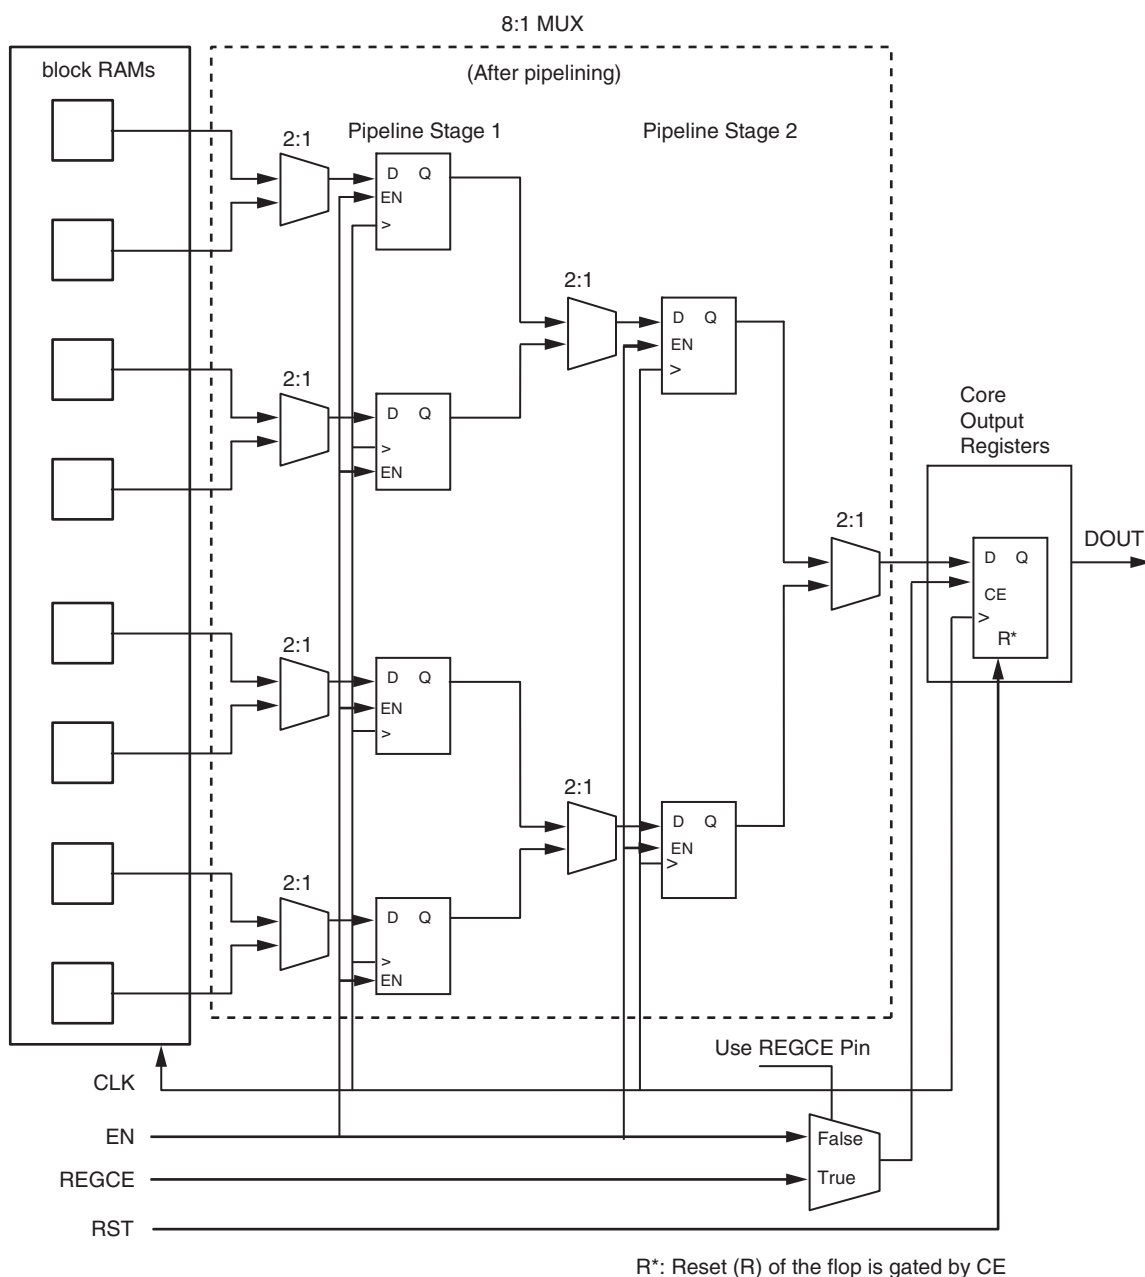 8:1 MUX
block RAMs
(After pipelining)
Pipeline Stage 1
Pipeline Stage 2
2:1
D Q
EN
>
2:1
D Q
EN
>
2:1
D Q
>
EN
Core
Output
Registers
2:1
DOUT
D Q
CE
>
R*
2:1
D Q
EN
>
2:1
D Q
EN
>
2:1
D Q
>
EN
Use REGCE Pin
CLK
EN
False
REGCE
True
RST
R*: Reset (R) of the flop is gated by CE